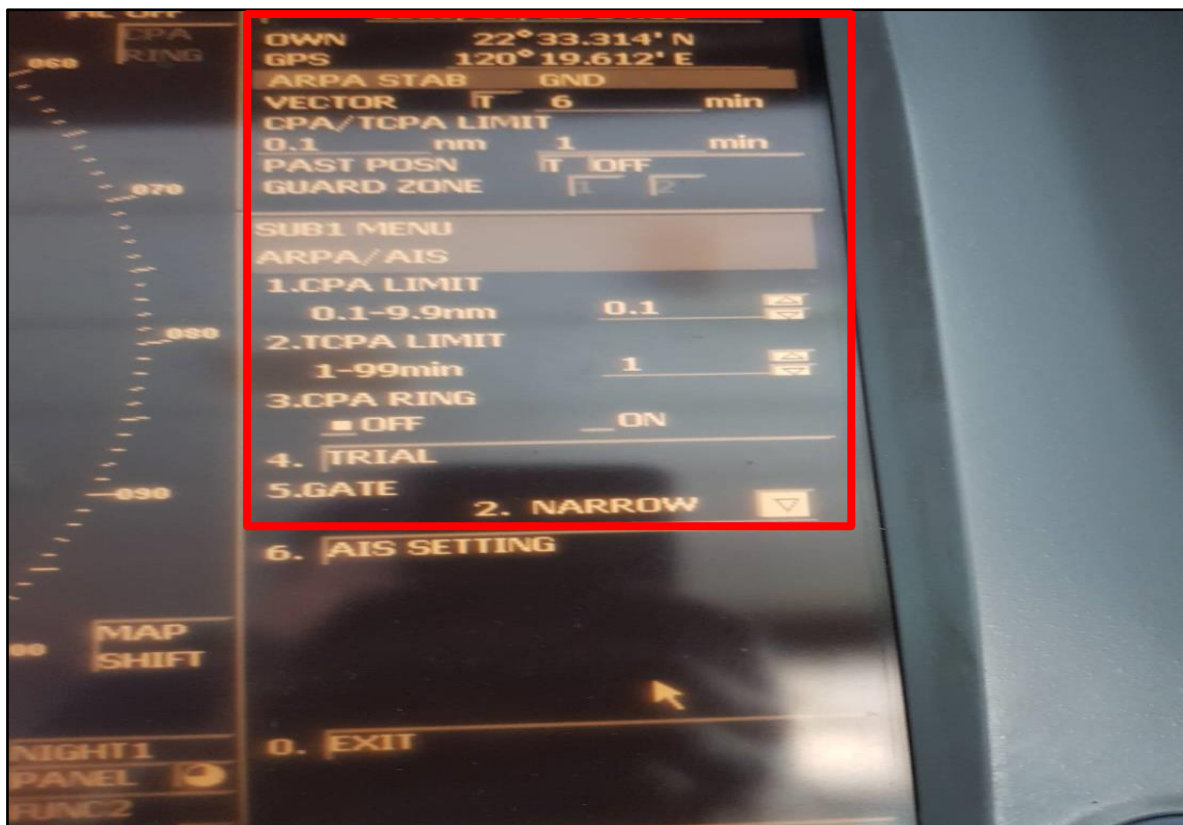 CPA
RING
060
070
080
090
MAP
SHIFT
NIGHT1
PANEL
FUNC2
OWN 22°33.314'N
GPS 120°19.612'E
ARPA STAB GND
VECTOR T 6 min
CPA/TCPA LIMIT
0.1 nm 1 min
PAST POSN T OFF
GUARD ZONE 1 2
SUB1 MENU
ARPA/AIS
1.CPA LIMIT
0.1-9.9nm 0.1
2.TCPA LIMIT
1-99min 1
3.CPA RING
OFF ON
4. TRIAL
5.GATE
2. NARROW
6. AIS SETTING
0. EXIT